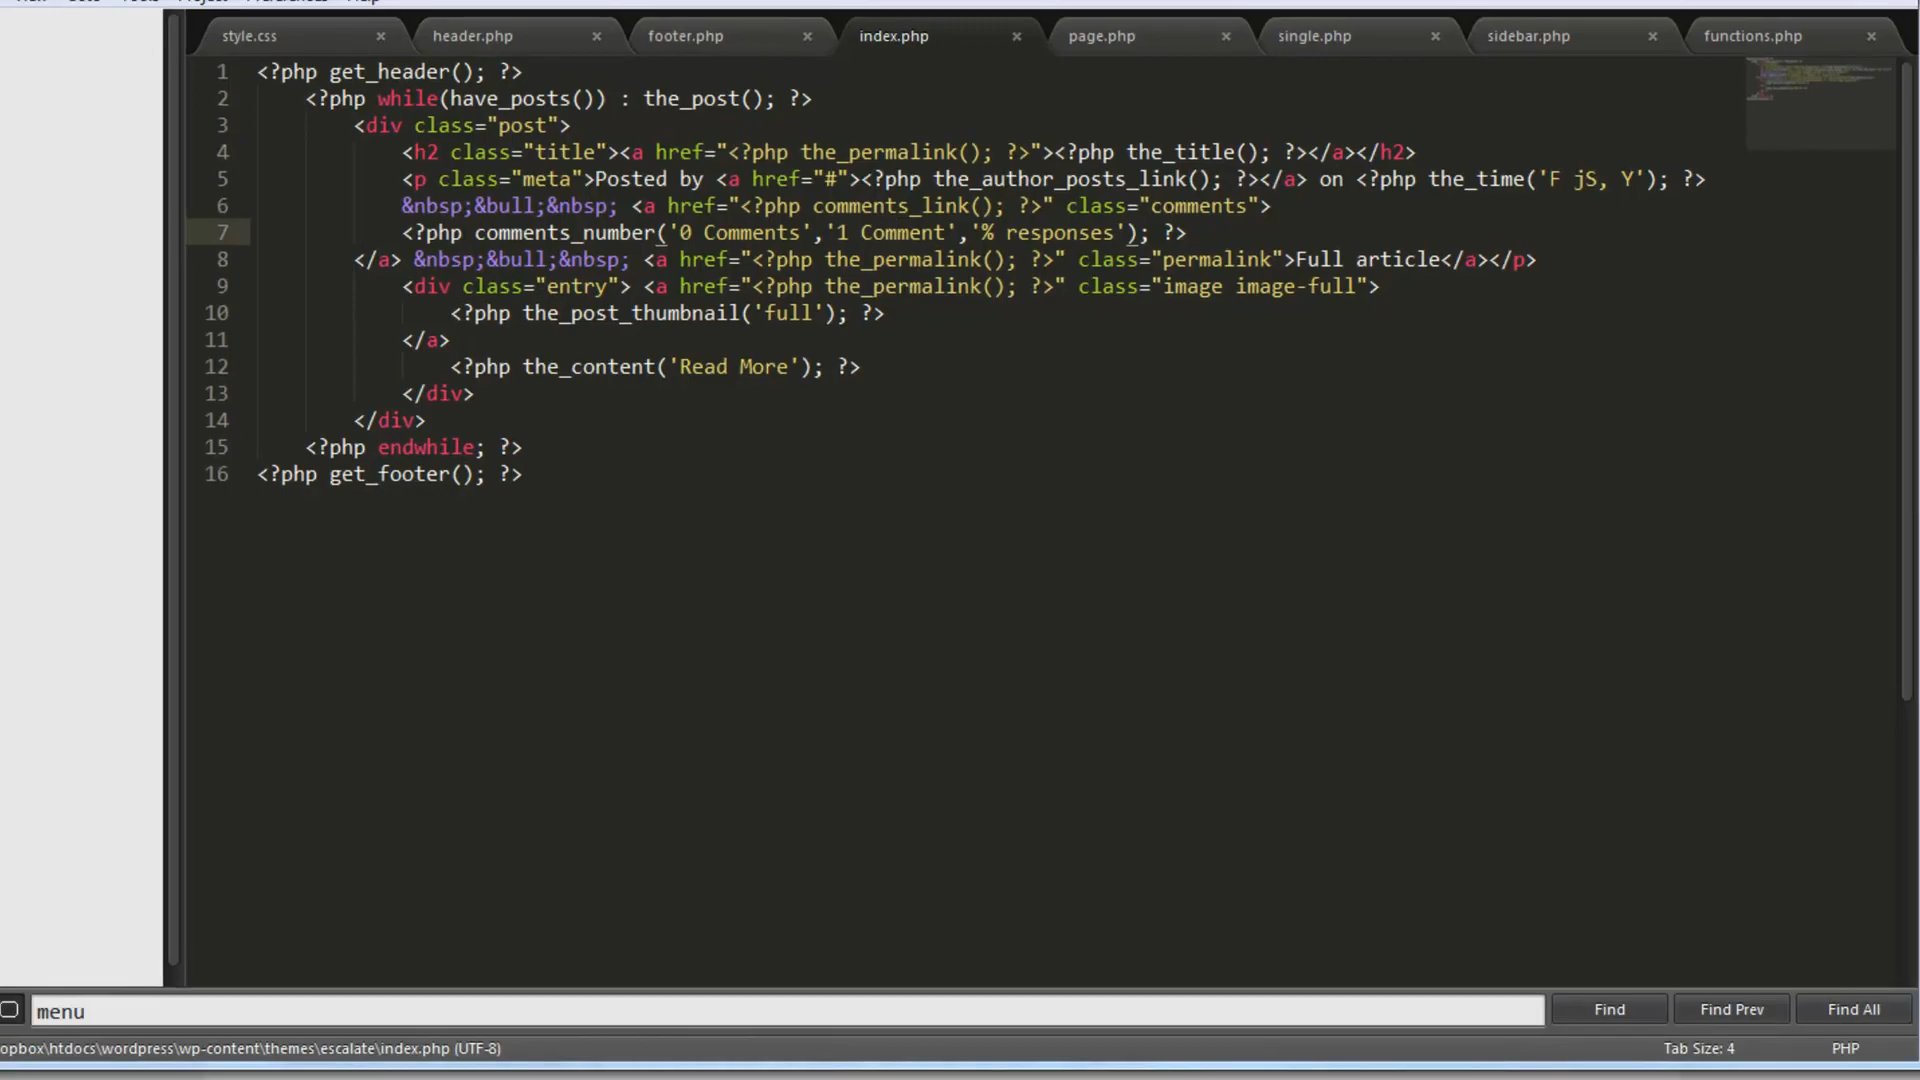 View Goto Tools Project Preferences Help
style.css × header.php × footer.php × index.php × page.php × single.php × sidebar.php × functions.php ×
1 <?php get_header(); ?>
2 <?php while(have_posts()) : the_post(); ?>
3 <div class="post">
4 <h2 class="title"><a href="<?php the_permalink(); ?>"><?php the_title(); ?></a></h2>
5 <p class="meta">Posted by <a href="#"><?php the_author_posts_link(); ?></a> on <?php the_time('F jS, Y'); ?>
6 &nbsp;&bull;&nbsp; <a href="<?php comments_link(); ?>" class="comments">
7 <?php comments_number('0 Comments','1 Comment','% responses'); ?>
8 </a> &nbsp;&bull;&nbsp; <a href="<?php the_permalink(); ?>" class="permalink">Full article</a></p>
9 <div class="entry"> <a href="<?php the_permalink(); ?>" class="image image-full">
10 <?php the_post_thumbnail('full'); ?>
11 </a>
12 <?php the_content('Read More'); ?>
13 </div>
14 </div>
15 <?php endwhile; ?>
16 <?php get_footer(); ?>
menu Find Find Prev Find All
opbox\htdocs\wordpress\wp-content\themes\escalate\index.php (UTF-8) Tab Size: 4 PHP